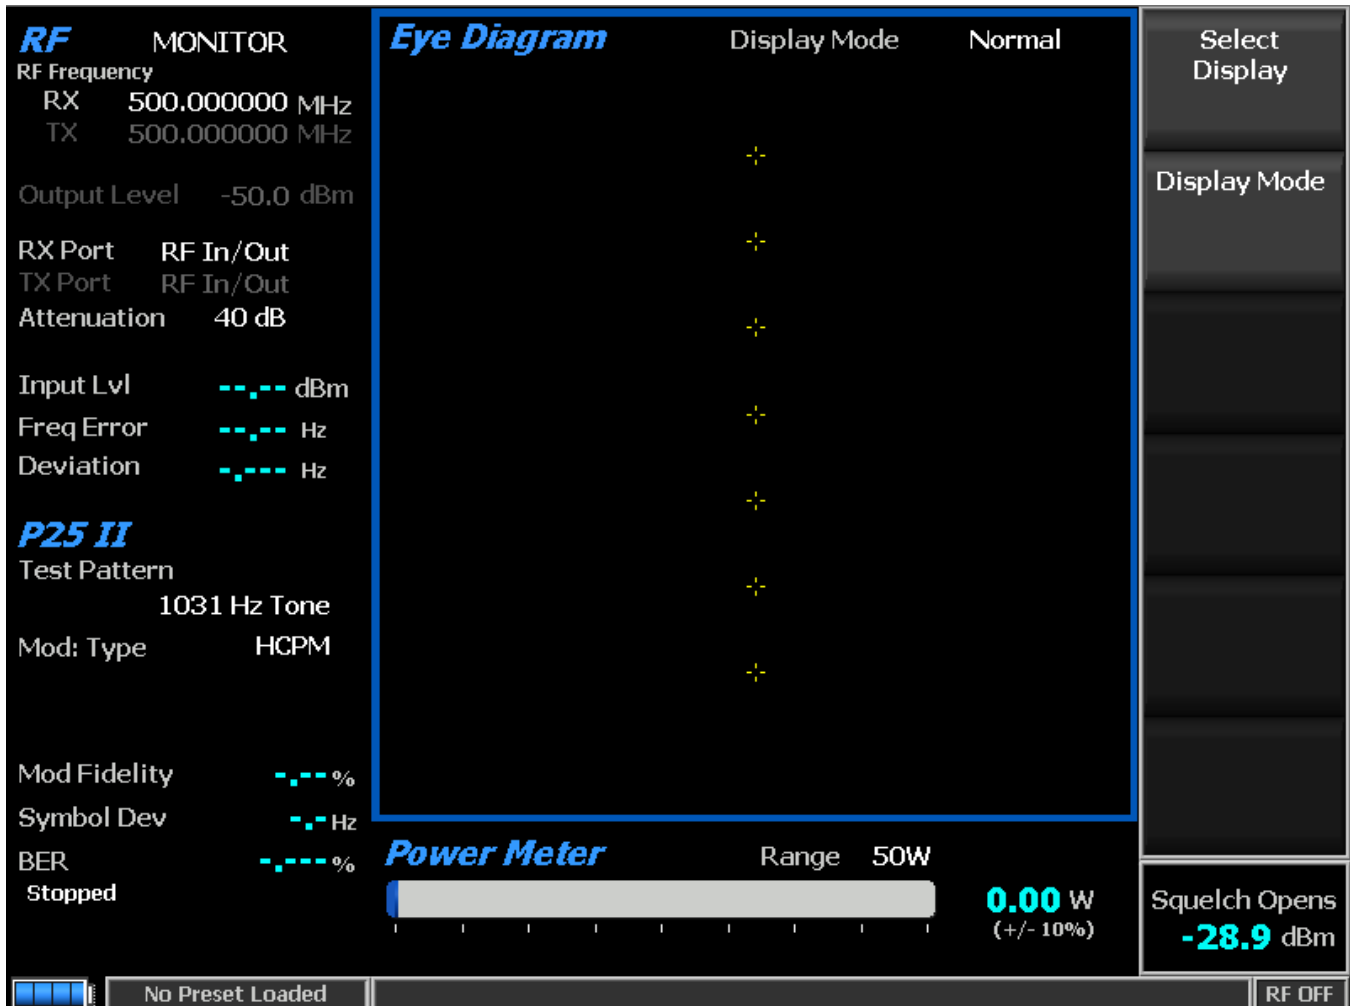 RF MONITOR
RF Frequency
RX 500.000000 MHz
TX 500.000000 MHz
Output Level -50.0 dBm
RX Port RF In/Out
TX Port RF In/Out
Attenuation 40 dB
Input Lvl --.-- dBm
Freq Error --.-- Hz
Deviation -.--- Hz
P25 II
Test Pattern
1031 Hz Tone
Mod: Type HCPM
Mod Fidelity -.-- %
Symbol Dev -.- Hz
BER -.--- %
Stopped
Eye Diagram Display Mode Normal
Power Meter Range 50W
0.00 W
(+/- 10%)
Select
Display
Display Mode
Squelch Opens
-28.9 dBm
No Preset Loaded
RF OFF